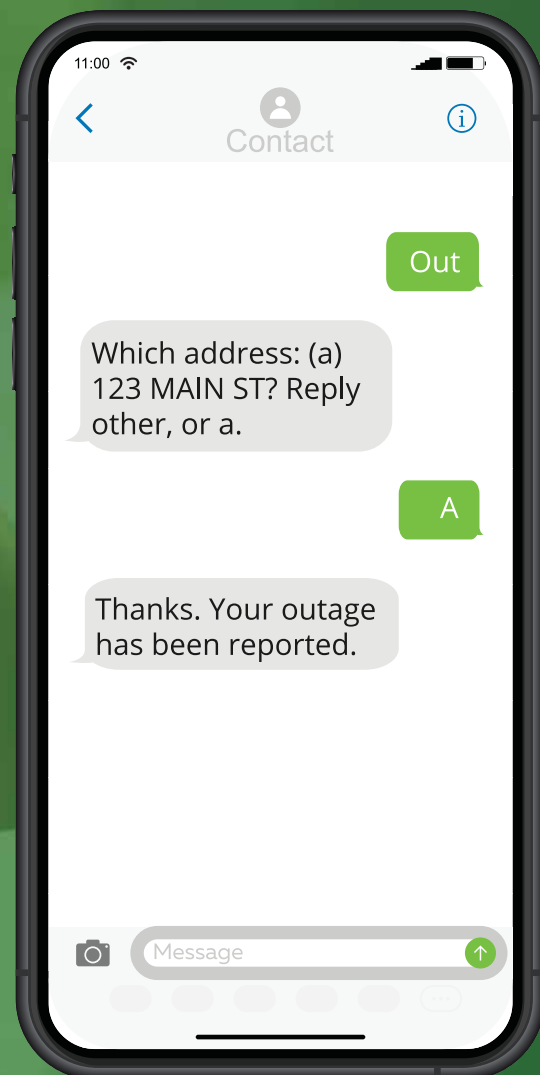 11:00
Contact
Out
Which address: (a)
123 MAIN ST? Reply
other, or a.
A
Thanks. Your outage
has been reported.
Message